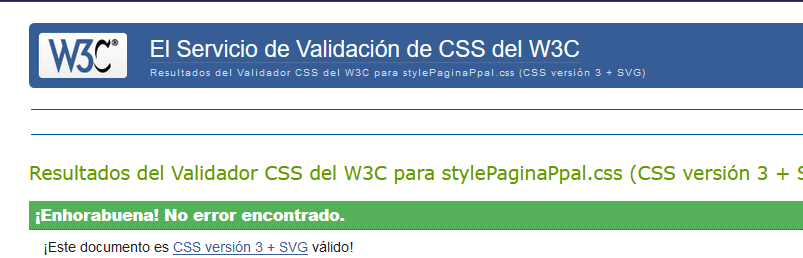 W3C®
El Servicio de Validación de CSS del W3C
Resultados del Validador CSS del W3C para stylePaginaPpal.css (CSS versión 3 + SVG)
Resultados del Validador CSS del W3C para stylePaginaPpal.css (CSS versión 3 +
¡Enhorabuena! No error encontrado.
¡Este documento es CSS versión 3 + SVG válido!